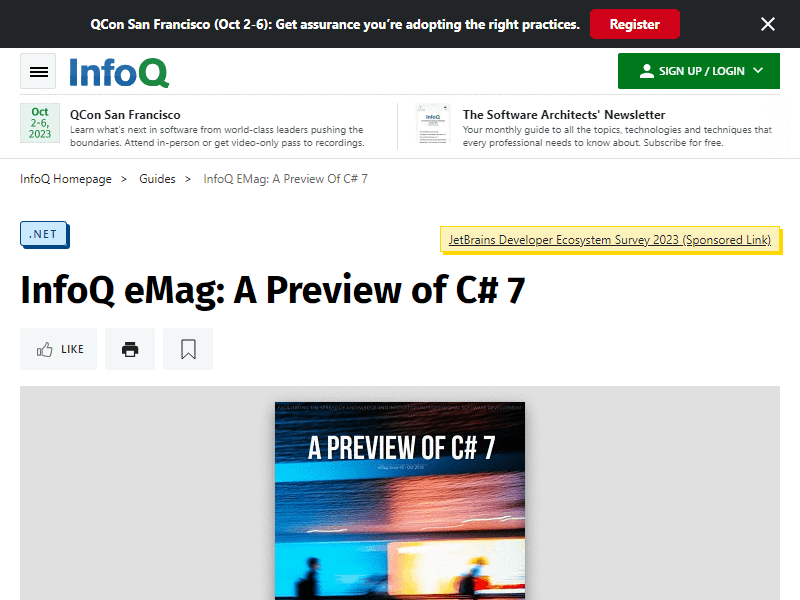 QCon San Francisco (Oct 2-6): Get assurance you're adopting the right practices.
Register
InfoQ
SIGN UP / LOGIN
Oct
2-6,
2023
QCon San Francisco
Learn what's next in software from world-class leaders pushing the
boundaries. Attend in-person or get video-only pass to recordings.
InfoQ
The Software Architects' Newsletter
Your monthly guide to all the topics, technologies and techniques that
every professional needs to know about. Subscribe for free.
InfoQ Homepage > Guides > InfoQ EMag: A Preview Of C# 7
.NET
JetBrains Developer Ecosystem Survey 2023 (Sponsored Link)
InfoQ eMag: A Preview of C# 7
LIKE
FACILITATING THE SPREAD OF KNOWLEDGE AND INNOVATION IN PROFESSIONAL SOFTWARE DEVELOPMENT
A PREVIEW OF C# 7